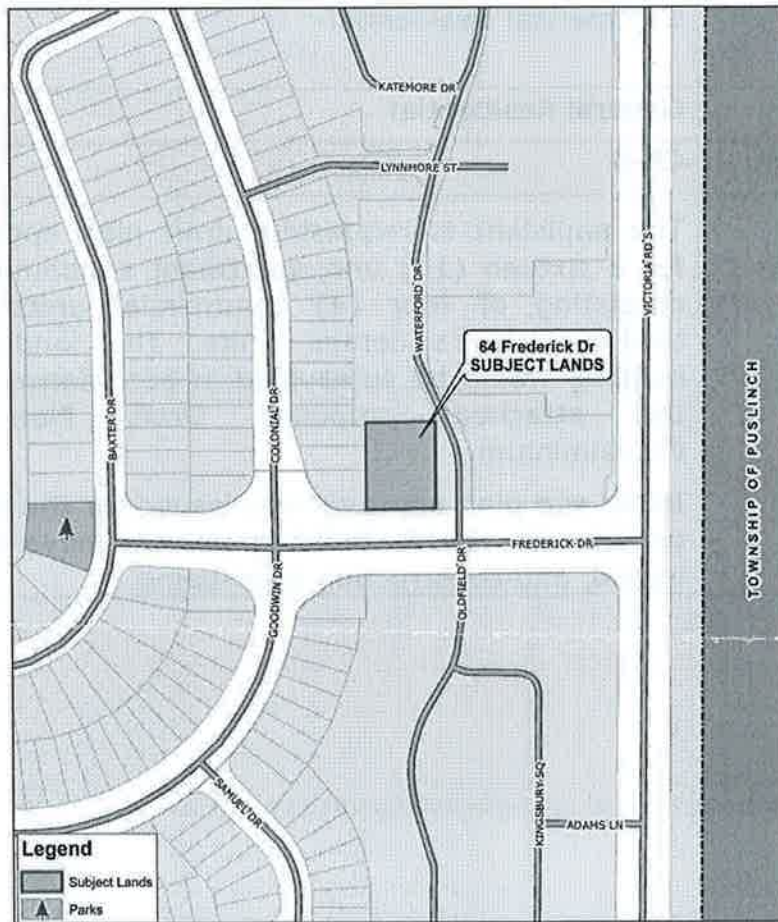 KATEMORE DR
LYNNMORE ST
WATERFORD DR
VICTORIA RD S
64 Frederick Dr
SUBJECT LANDS
BAXTER DR
COLONIAL DR
TOWNSHIP OF PUSLINCH
FREDERICK DR
GOODWIN DR
OLDFIELD DR
SAMUEL DR
KINGSBURY SQ
ADAMS LN
Legend
Subject Lands
Parks